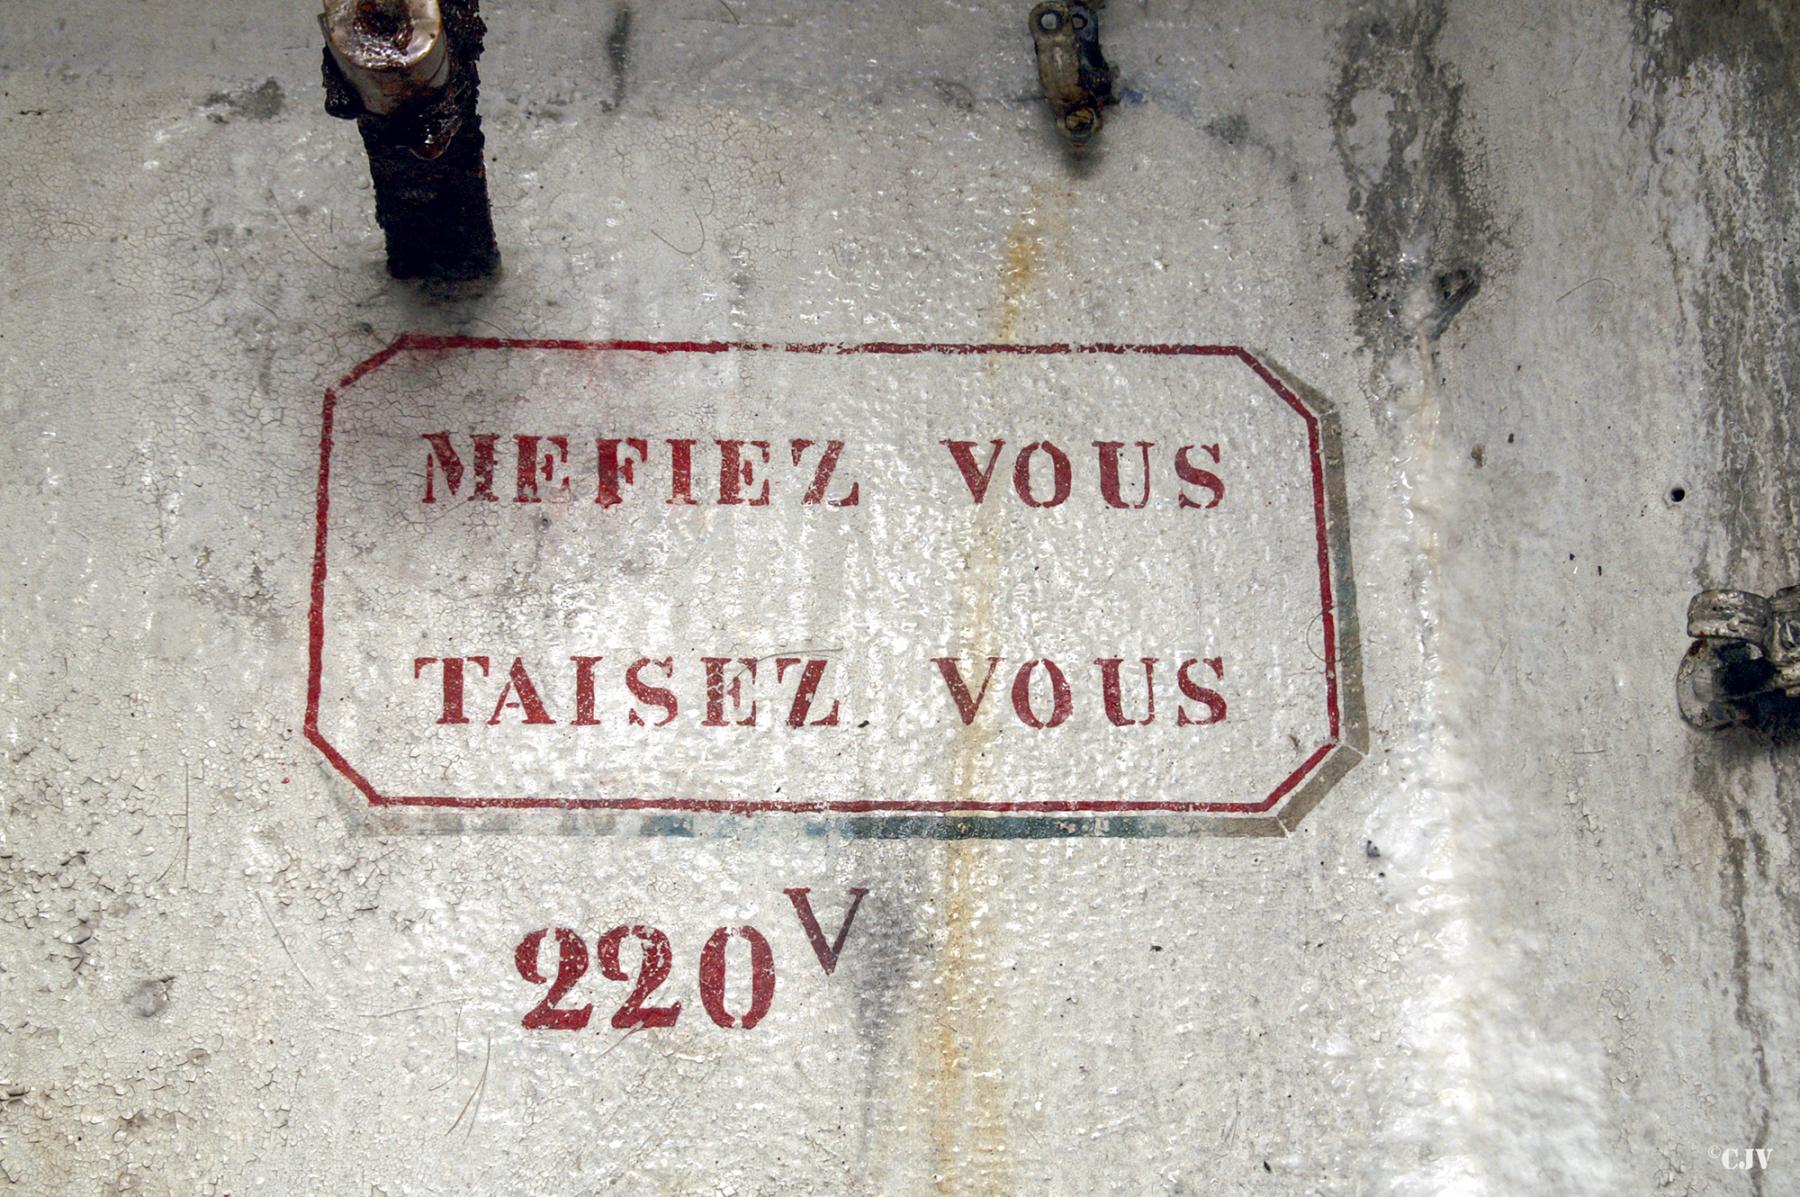 MEFIEZ VOUS
TAISEZ VOUS
220V
©CJV